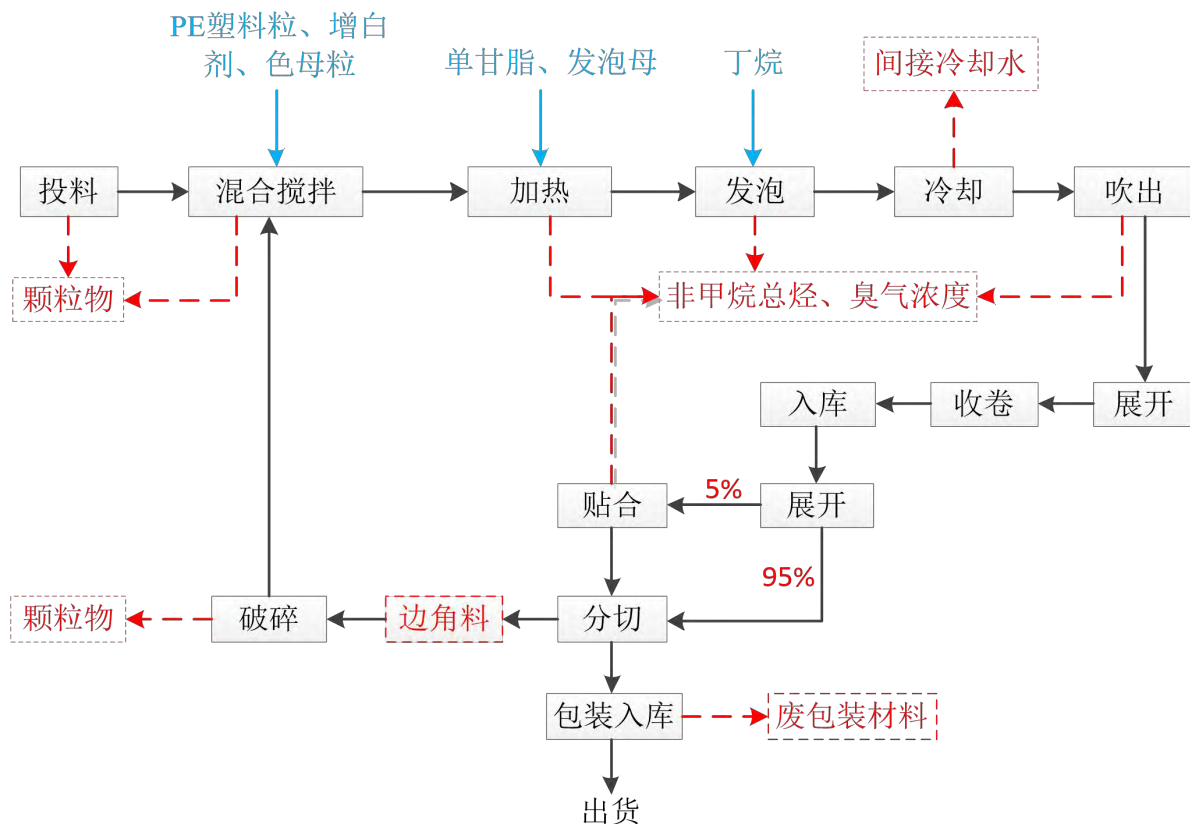 PE塑料粒、增白
剂、色母粒
单甘脂、发泡母
丁烷
间接冷却水
投料
混合搅拌
加热
发泡
冷却
吹出
颗粒物
非甲烷总烃、臭气浓度
入库
收卷
展开
贴合
5%
展开
95%
颗粒物
破碎
边角料
分切
包装入库
废包装材料
出货